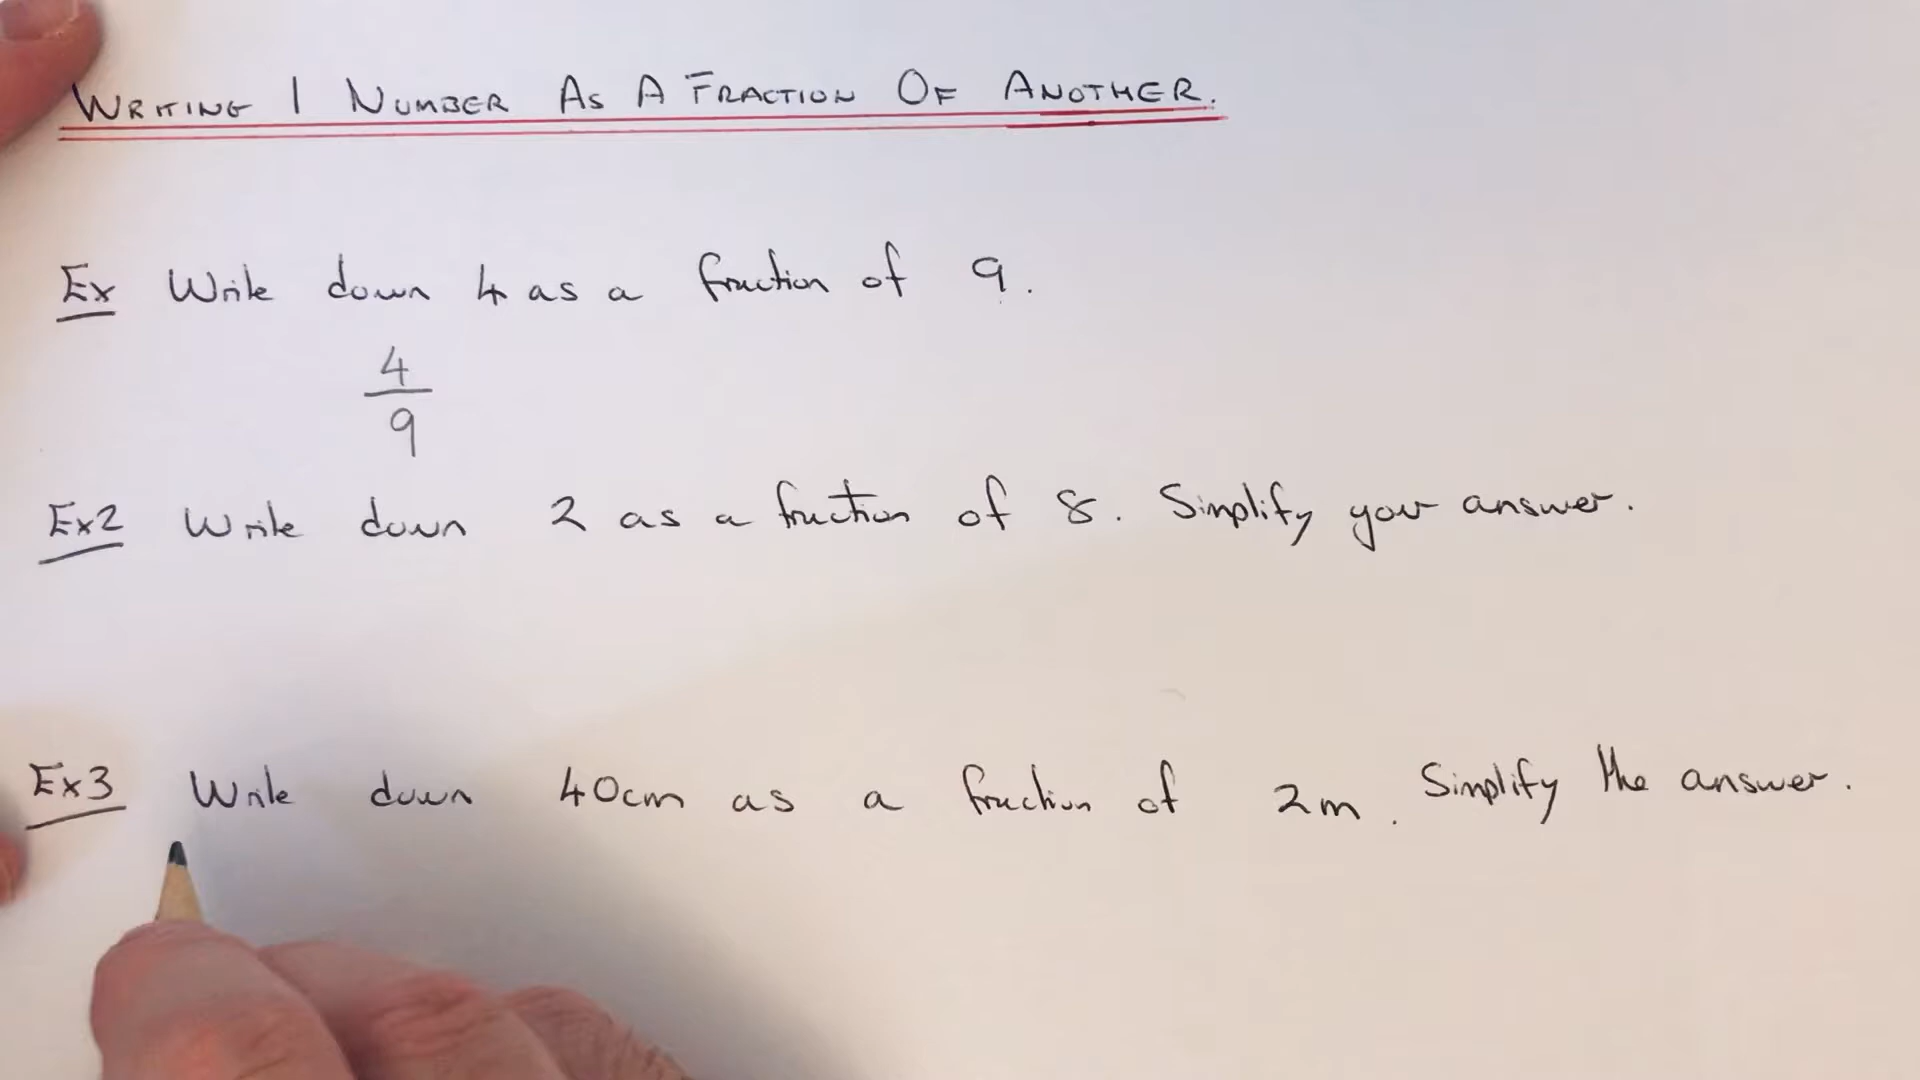 WRITING 1 NUMBER AS A FRACTION OF ANOTHER.
Ex Write down 4 as a fraction of 9.
4
9
Ex2 Write down 2 as a fraction of 8. Simplify your answer.
Ex3 Write down 40cm as a fraction of 2m. Simplify the answer.